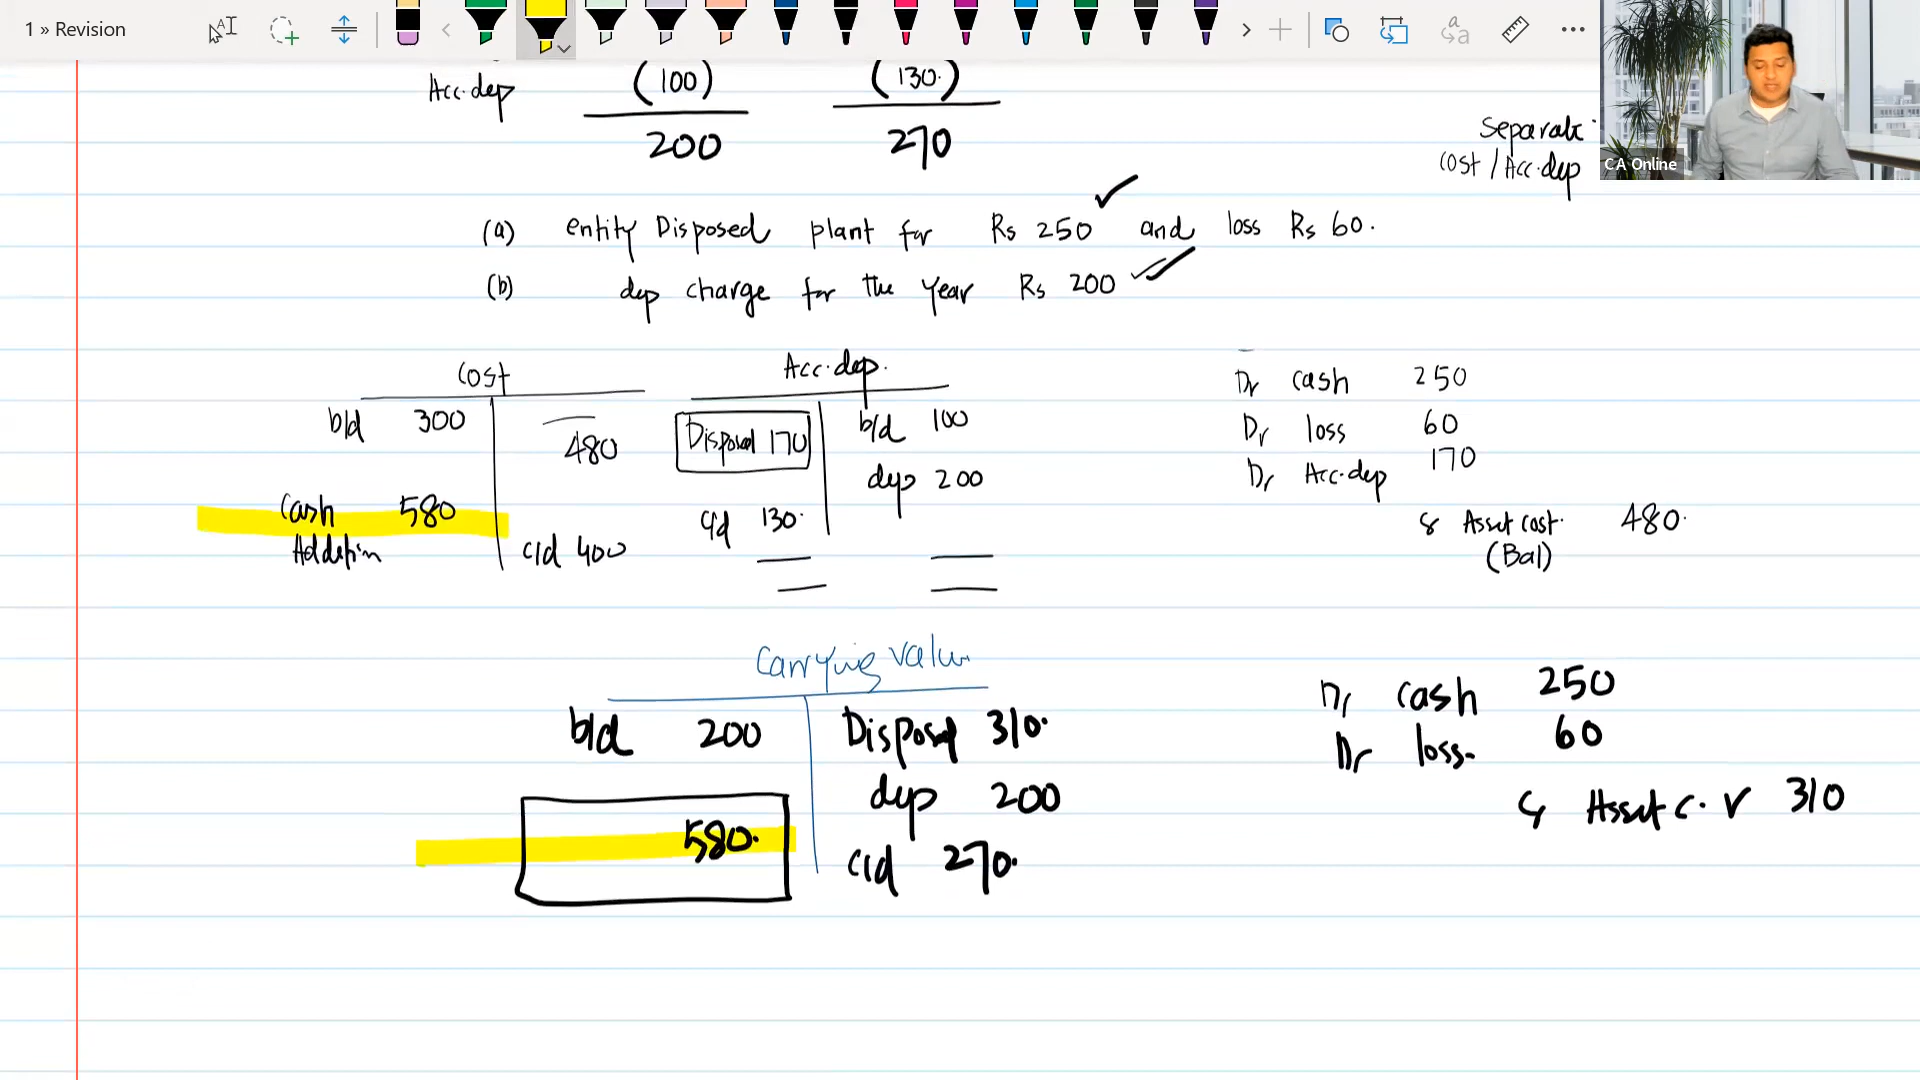 1 » Revision
Acc.dep (100) (130.)
200 270
Separate
cost / Acc.dep
CA Online
(a) entity Disposed plant for Rs 250 and loss Rs 60.
(b) dep charge for the year Rs 200
Cost
b/d 300 480
Cash 580
Addition c/d 400
Acc.dep.
Disposal 170 b/d 100
dep 200
c/d 130.
Dr cash 250
Dr loss 60
Dr Acc.dep 170
Cr Asset cost. 480.
(Bal)
Carrying value
b/d 200 Disposal 310.
dep 200
580.
c/d 270.
Dr cash 250
Dr loss. 60
Cr Asset C.V 310